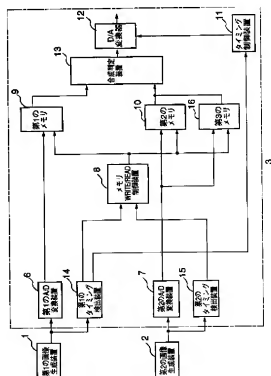 12
D/A
変換器
11
タイミング
制御装置
13
合成判定
装置
9
第1の
メモリ
10
第2の
メモリ
16
第3の
メモリ
8
メモリ
WRITE/READ
制御装置
3
6
第1のA/D
変換装置
14
第1の
タイミング
検出装置
7
第2のA/D
変換装置
15
第2の
タイミング
検出装置
1
第1の画像
生成装置
2
第2の画像
生成装置